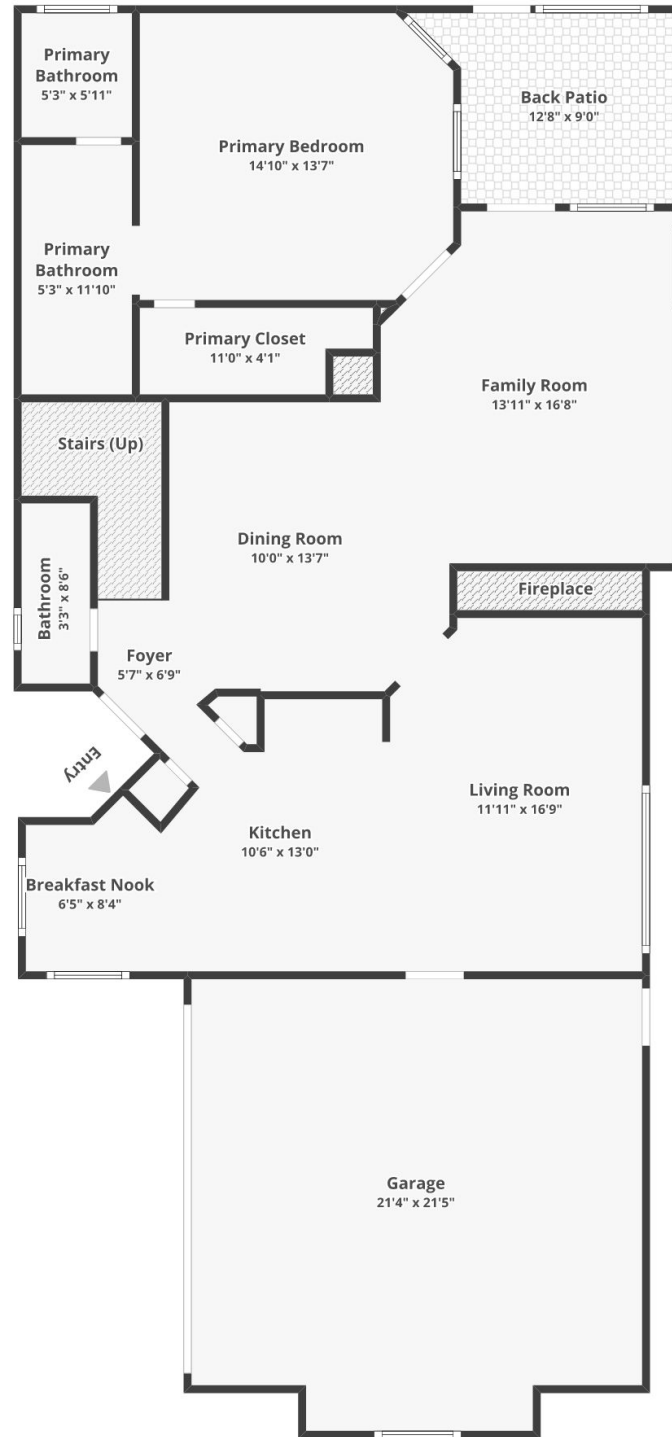 Primary
Bathroom
5'3" x 5'11"
Primary Bedroom
14'10" x 13'7"
Back Patio
12'8" x 9'0"
Primary
Bathroom
5'3" x 11'10"
Primary Closet
11'0" x 4'1"
Family Room
13'11" x 16'8"
Stairs (Up)
Dining Room
10'0" x 13'7"
Bathroom
3'3" x 8'6"
Fireplace
Foyer
5'7" x 6'9"
Entry
Living Room
11'11" x 16'9"
Kitchen
10'6" x 13'0"
Breakfast Nook
6'5" x 8'4"
Garage
21'4" x 21'5"